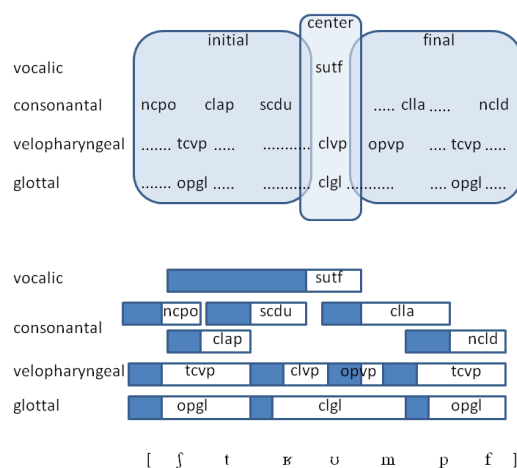 center
initial final
vocalic sutf
consonantal ncpo clap scdu ..... clla ..... ncld
velopharyngeal ....... tcvp ..... ........... clvp opvp .... tcvp .....
glottal ....... opgl ..... ........... clgl ........... .... opgl .....
vocalic sutf
ncpo scdu clla
consonantal
clap ncld
velopharyngeal tcvp clvp opvp tcvp
glottal opgl clgl opgl
[ ʃ t ʁ ʊ m p f ]